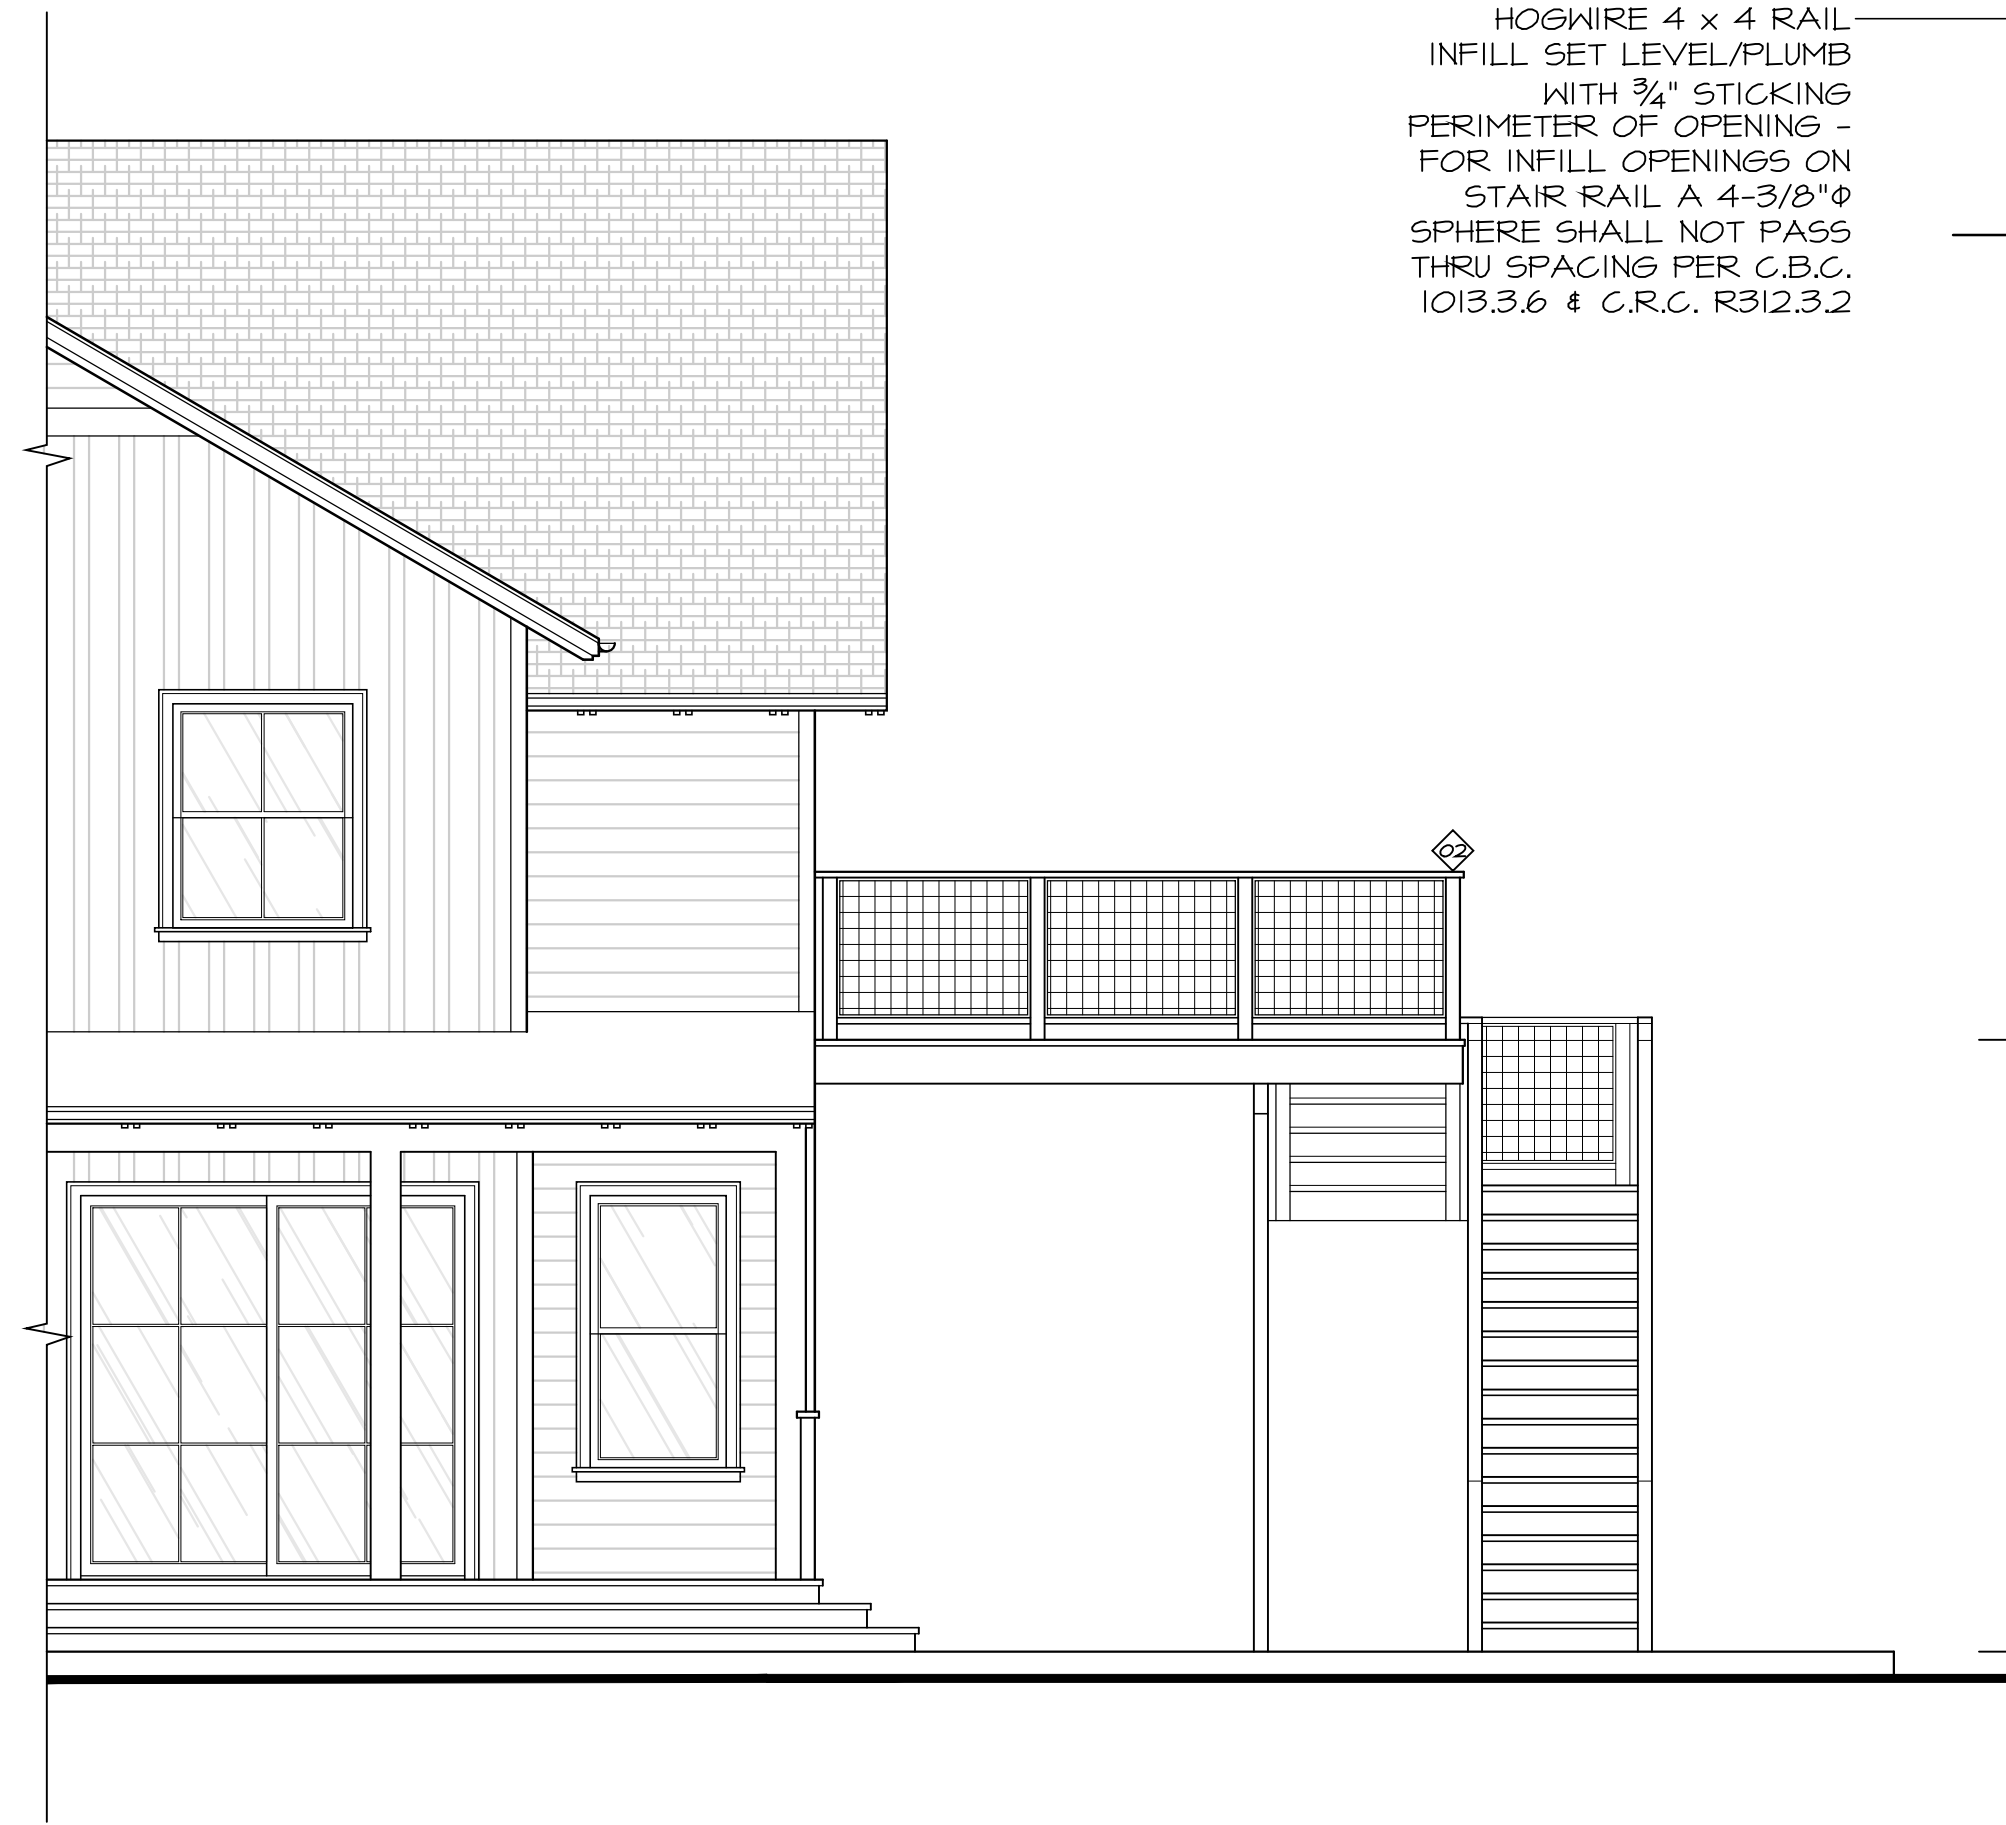 HOGWIRE 4 x 4 RAIL
INFILL SET LEVEL/PLUMB
WITH ¾" STICKING
PERIMETER OF OPENING -
FOR INFILL OPENINGS ON
STAIR RAIL A 4-3/8"Φ
SPHERE SHALL NOT PASS
THRU SPACING PER C.B.C.
1013.3.6 & C.R.C. R312.3.2
02